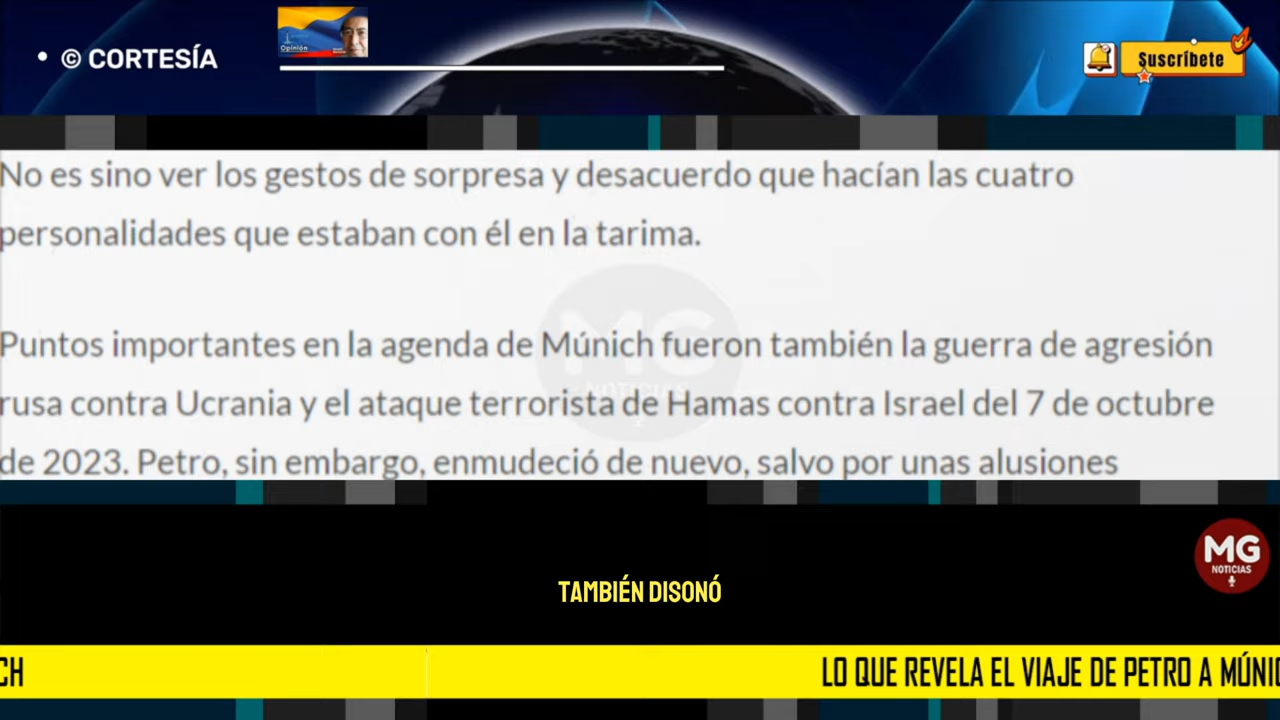 • © CORTESÍA
Opinión
Suscríbete
No es sino ver los gestos de sorpresa y desacuerdo que hacían las cuatro
personalidades que estaban con él en la tarima.
Puntos importantes en la agenda de Múnich fueron también la guerra de agresión
rusa contra Ucrania y el ataque terrorista de Hamas contra Israel del 7 de octubre
de 2023. Petro, sin embargo, enmudeció de nuevo, salvo por unas alusiones
MG
NOTICIAS
MG
NOTICIAS
TAMBIÉN DISONÓ
CH
LO QUE REVELA EL VIAJE DE PETRO A MÚNIC